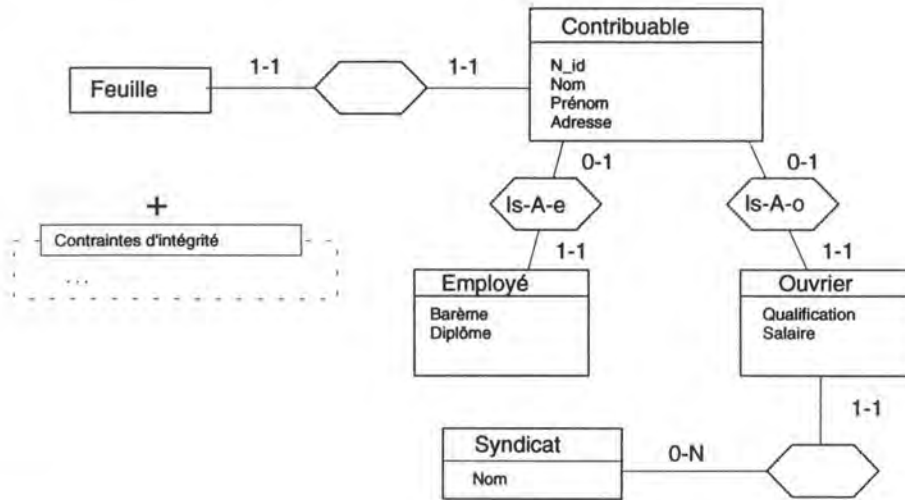 Contribuable
N_id
Nom
Prénom
Adresse
Feuille
1-1
1-1
0-1
0-1
Is-A-e
Is-A-o
+
Contraintes d'intégrité
...
1-1
1-1
Employé
Barème
Diplôme
Ouvrier
Qualification
Salaire
1-1
Syndicat
Nom
0-N